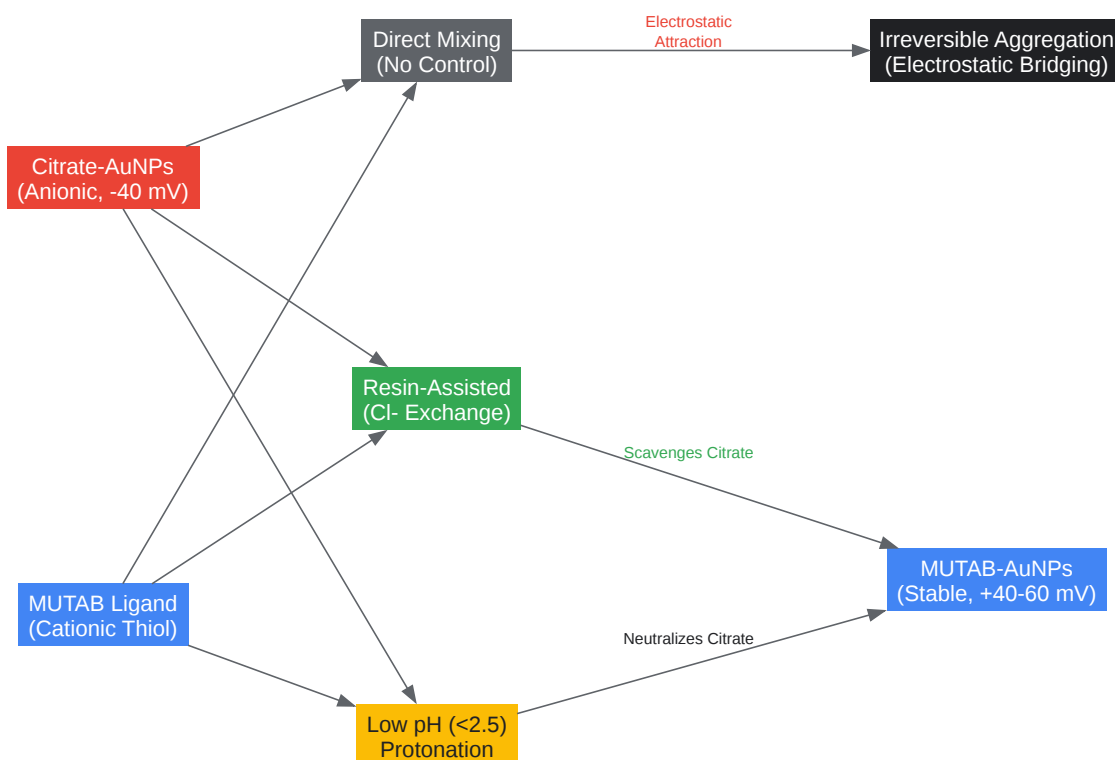 Electrostatic
Attraction
Direct Mixing
(No Control)
Irreversible Aggregation
(Electrostatic Bridging)
Citrate-AuNPs
(Anionic, -40 mV)
Resin-Assisted
(Cl- Exchange)
Scavenges Citrate
MUTAB-AuNPs
(Stable, +40-60 mV)
MUTAB Ligand
(Cationic Thiol)
Neutralizes Citrate
Low pH (<2.5)
Protonation